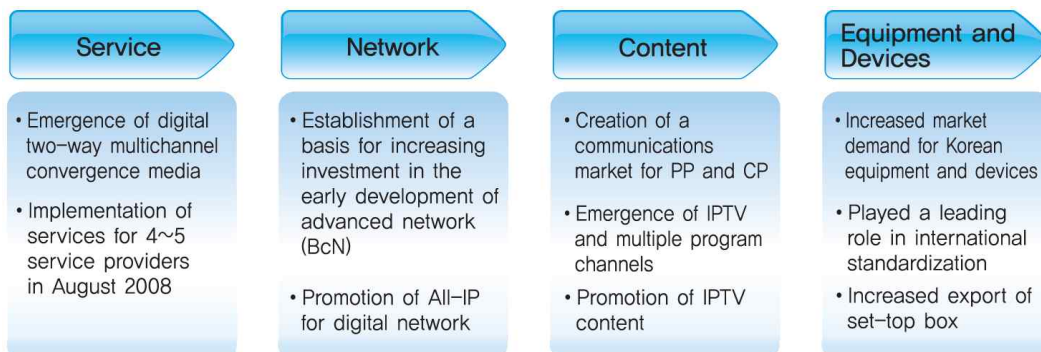 Service
• Emergence of digital
two-way multichannel
convergence media
• Implementation of
services for 4~5
service providers
in August 2008
Network
• Establishment of a
basis for increasing
investment in the
early development of
advanced network
(BcN)
• Promotion of All-IP
for digital network
Content
• Creation of a
communications
market for PP and CP
• Emergence of IPTV
and multiple program
channels
• Promotion of IPTV
content
Equipment and
Devices
• Increased market
demand for Korean
equipment and devices
• Played a leading
role in international
standardization
• Increased export of
set-top box